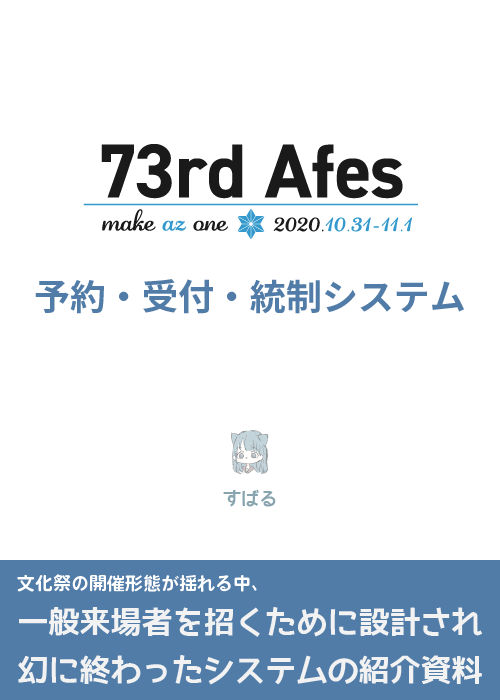 73rd Afes
make az one 2020.10.31-11.1
予約・受付・統制システム
すばる
文化祭の開催形態が揺れる中、
一般来場者を招くために設計され
幻に終わったシステムの紹介資料